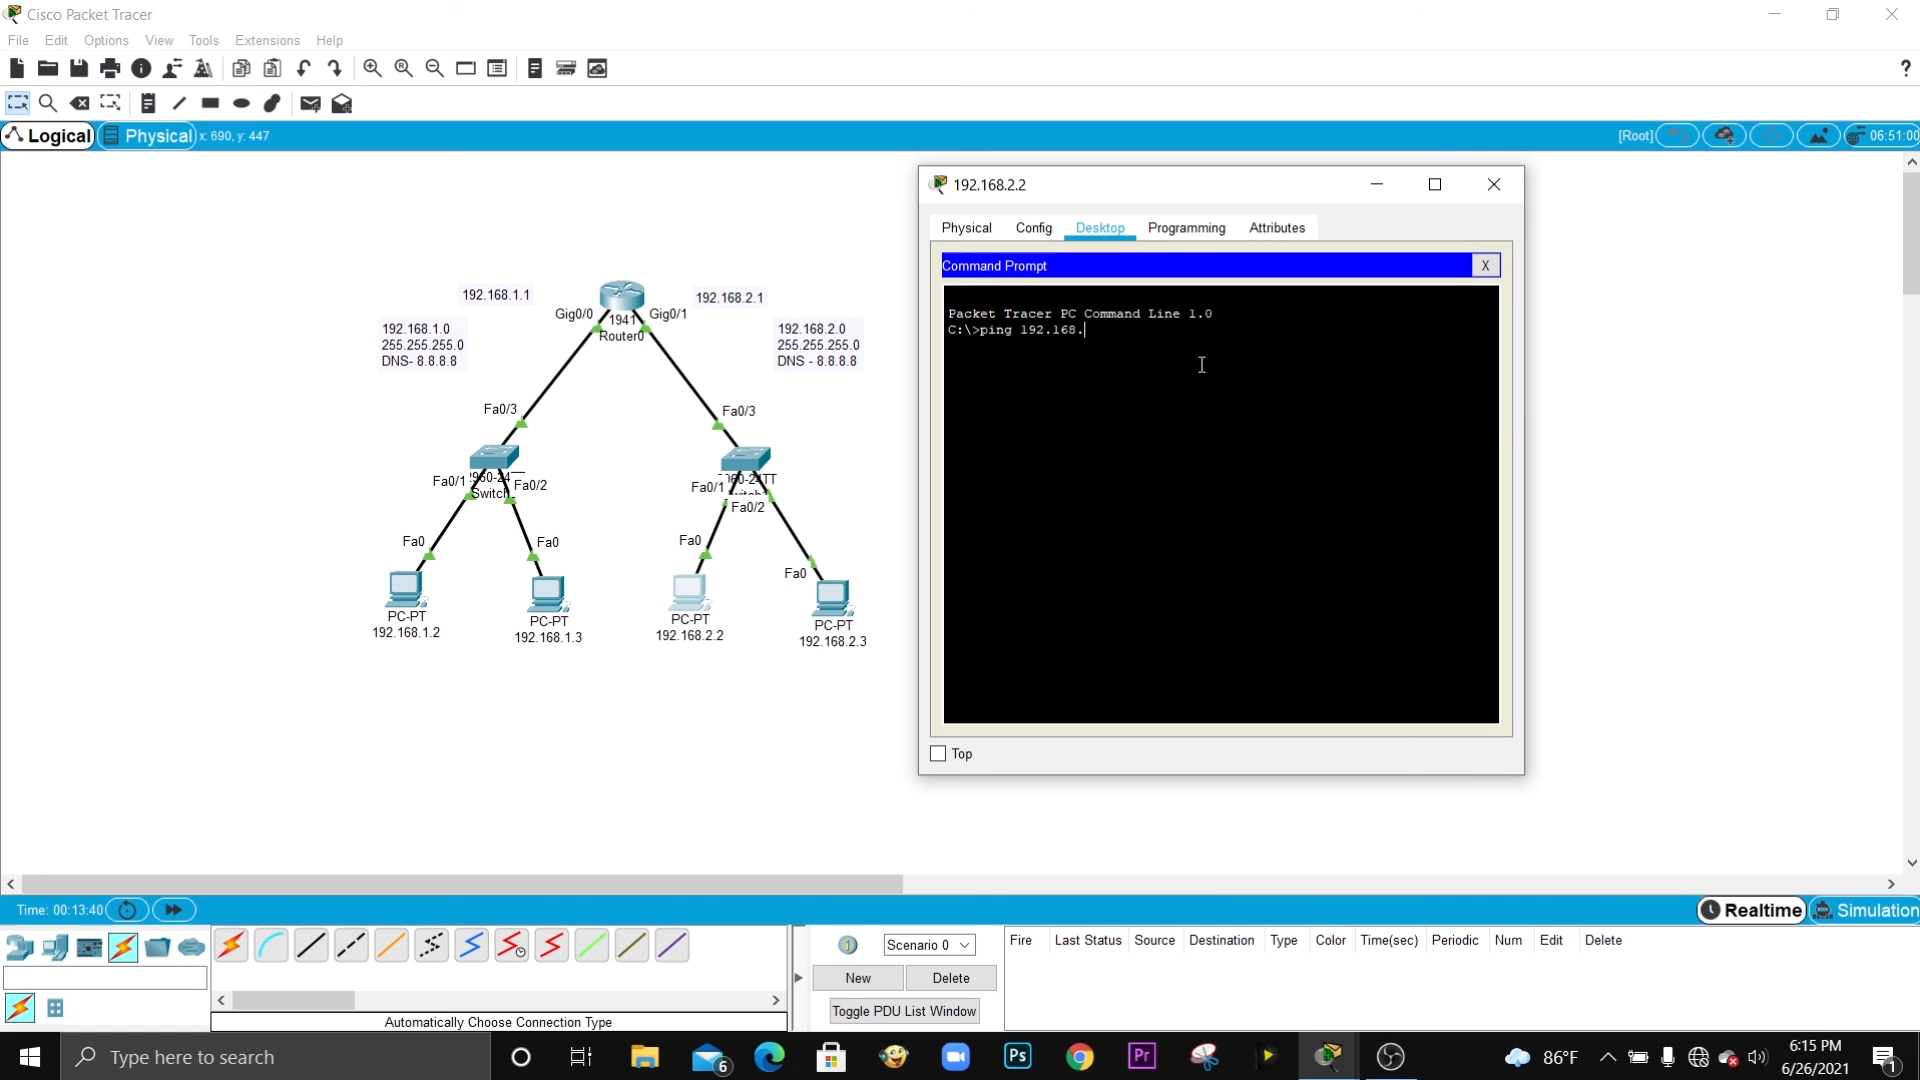 Cisco Packet Tracer
File Edit Options View Tools Extensions Help
?
Logical Physical x: 690, y: 447 [Root] 06:51:00
192.168.2.2
Physical Config Desktop Programming Attributes
Command Prompt X
Packet Tracer PC Command Line 1.0
C:\>ping 192.168.
Top
192.168.1.1
192.168.2.1
Gig0/0
Gig0/1
1941
Router0
192.168.1.0
255.255.255.0
DNS- 8.8.8.8
192.168.2.0
255.255.255.0
DNS - 8.8.8.8
Fa0/3
Fa0/3
Fa0/1
Fa0/2
Switch
Fa0/1
Fa0/2
Fa0
Fa0
Fa0
Fa0
PC-PT
192.168.1.2
PC-PT
192.168.1.3
PC-PT
192.168.2.2
PC-PT
192.168.2.3
Time: 00:13:40
Realtime Simulation
Scenario 0
New Delete
Toggle PDU List Window
Fire Last Status Source Destination Type Color Time(sec) Periodic Num Edit Delete
Automatically Choose Connection Type
Type here to search
6
Ps
Pr
86°F
6:15 PM
6/26/2021
1